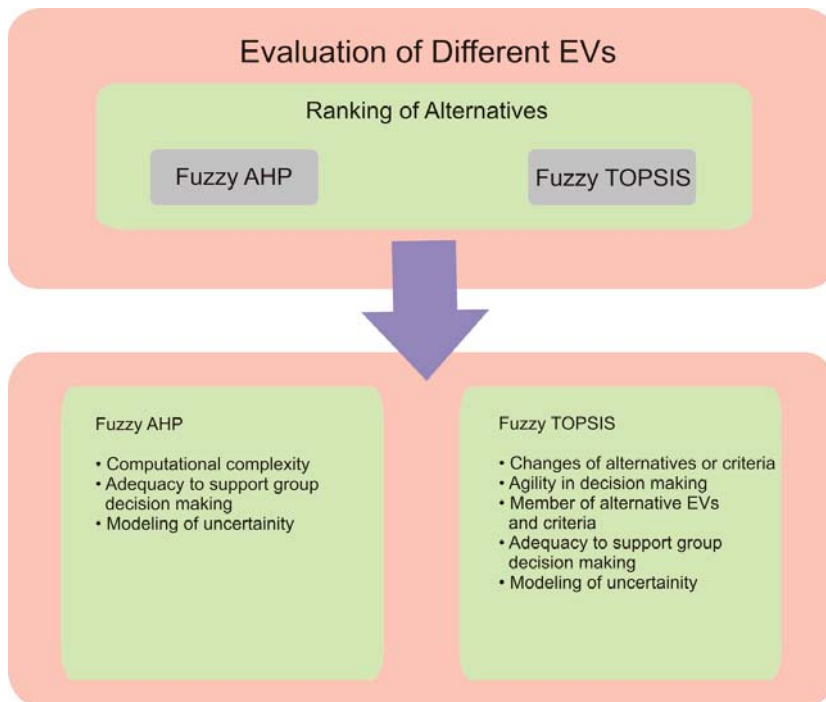 Evaluation of Different EVs
Ranking of Alternatives
Fuzzy AHP
Fuzzy TOPSIS
Fuzzy AHP
• Computational complexity
• Adequacy to support group
decision making
• Modeling of uncertainity
Fuzzy TOPSIS
• Changes of alternatives or criteria
• Agility in decision making
• Member of alternative EVs
and criteria
• Adequacy to support group
decision making
• Modeling of uncertainity